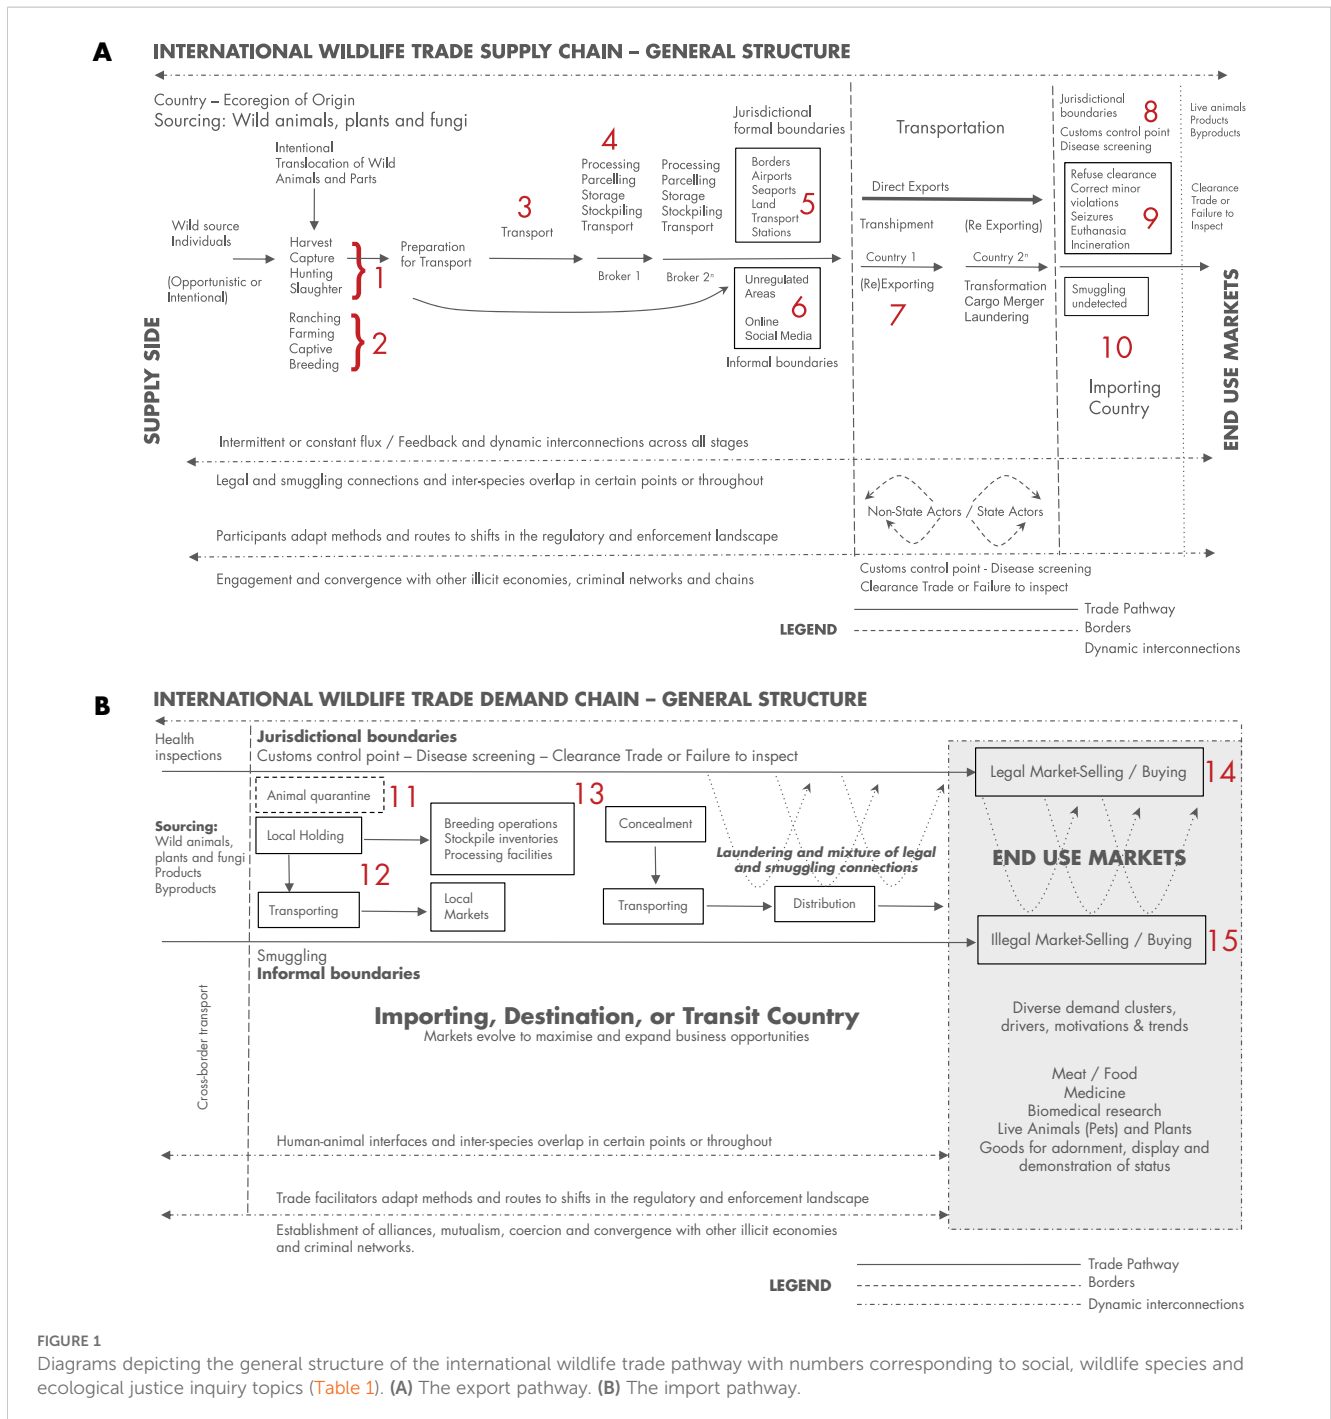 A
INTERNATIONAL WILDLIFE TRADE SUPPLY CHAIN – GENERAL STRUCTURE
Country – Ecoregion of Origin
Sourcing: Wild animals, plants and fungi
Intentional
Translocation of Wild
Animals and Parts
Wild source
Individuals
(Opportunistic or
Intentional)
Harvest
Capture
Hunting
Slaughter
1
Ranching
Farming
Captive
Breeding
2
Preparation
for Transport
3
Transport
4
Processing
Parcelling
Storage
Stockpiling
Transport
Broker 1
Processing
Parcelling
Storage
Stockpiling
Transport
Broker 2ⁿ
Jurisdictional
formal boundaries
Borders
Airports
Seaports
Land
Transport
Stations
5
Unregulated
Areas
Online
Social Media
6
Informal boundaries
Transportation
Direct Exports
Transhipment
(Re Exporting)
Country 1
Country 2ⁿ
(Re)Exporting
7
Transformation
Cargo Merger
Laundering
Jurisdictional
boundaries
8
Customs control point
Disease screening
Refuse clearance
Correct minor
violations
Seizures
Euthanasia
Incineration
9
Smuggling
undetected
10
Importing
Country
Live animals
Products
Byproducts
Clearance
Trade or
Failure to
Inspect
SUPPLY SIDE
END USE MARKETS
Intermittent or constant flux / Feedback and dynamic interconnections across all stages
Legal and smuggling connections and inter-species overlap in certain points or throughout
Non-State Actors / State Actors
Participants adapt methods and routes to shifts in the regulatory and enforcement landscape
Engagement and convergence with other illicit economies, criminal networks and chains
Customs control point - Disease screening
Clearance Trade or Failure to inspect
LEGEND
Trade Pathway
Borders
Dynamic interconnections
B
INTERNATIONAL WILDLIFE TRADE DEMAND CHAIN – GENERAL STRUCTURE
Health
inspections
Jurisdictional boundaries
Customs control point – Disease screening – Clearance Trade or Failure to inspect
Animal quarantine
11
Sourcing:
Wild animals,
plants and fungi
Products
Byproducts
Local Holding
12
Transporting
13
Breeding operations
Stockpile inventories
Processing facilities
Local
Markets
Concealment
Transporting
Laundering and mixture of legal
and smuggling connections
Distribution
Legal Market-Selling / Buying
14
END USE MARKETS
Illegal Market-Selling / Buying
15
Smuggling
Informal boundaries
Cross-border transport
Importing, Destination, or Transit Country
Markets evolve to maximise and expand business opportunities
Diverse demand clusters,
drivers, motivations & trends
Meat / Food
Medicine
Biomedical research
Live Animals (Pets) and Plants
Goods for adornment, display and
demonstration of status
Human-animal interfaces and inter-species overlap in certain points or throughout
Trade facilitators adapt methods and routes to shifts in the regulatory and enforcement landscape
Establishment of alliances, mutualism, coercion and convergence with other illicit economies
and criminal networks.
LEGEND
Trade Pathway
Borders
Dynamic interconnections
FIGURE 1
Diagrams depicting the general structure of the international wildlife trade pathway with numbers corresponding to social, wildlife species and
ecological justice inquiry topics (Table 1). (A) The export pathway. (B) The import pathway.